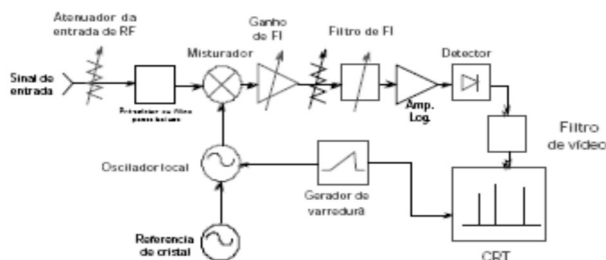 Atenuador da
entrada de RF
Sinal de
entrada
Misturador
Ganho
de FI
Filtro de FI
Amp.
Log.
Detector
Filtro
de vídeo
Oscilador local
Gerador de
varredura
Referencia
de cristal
CRT